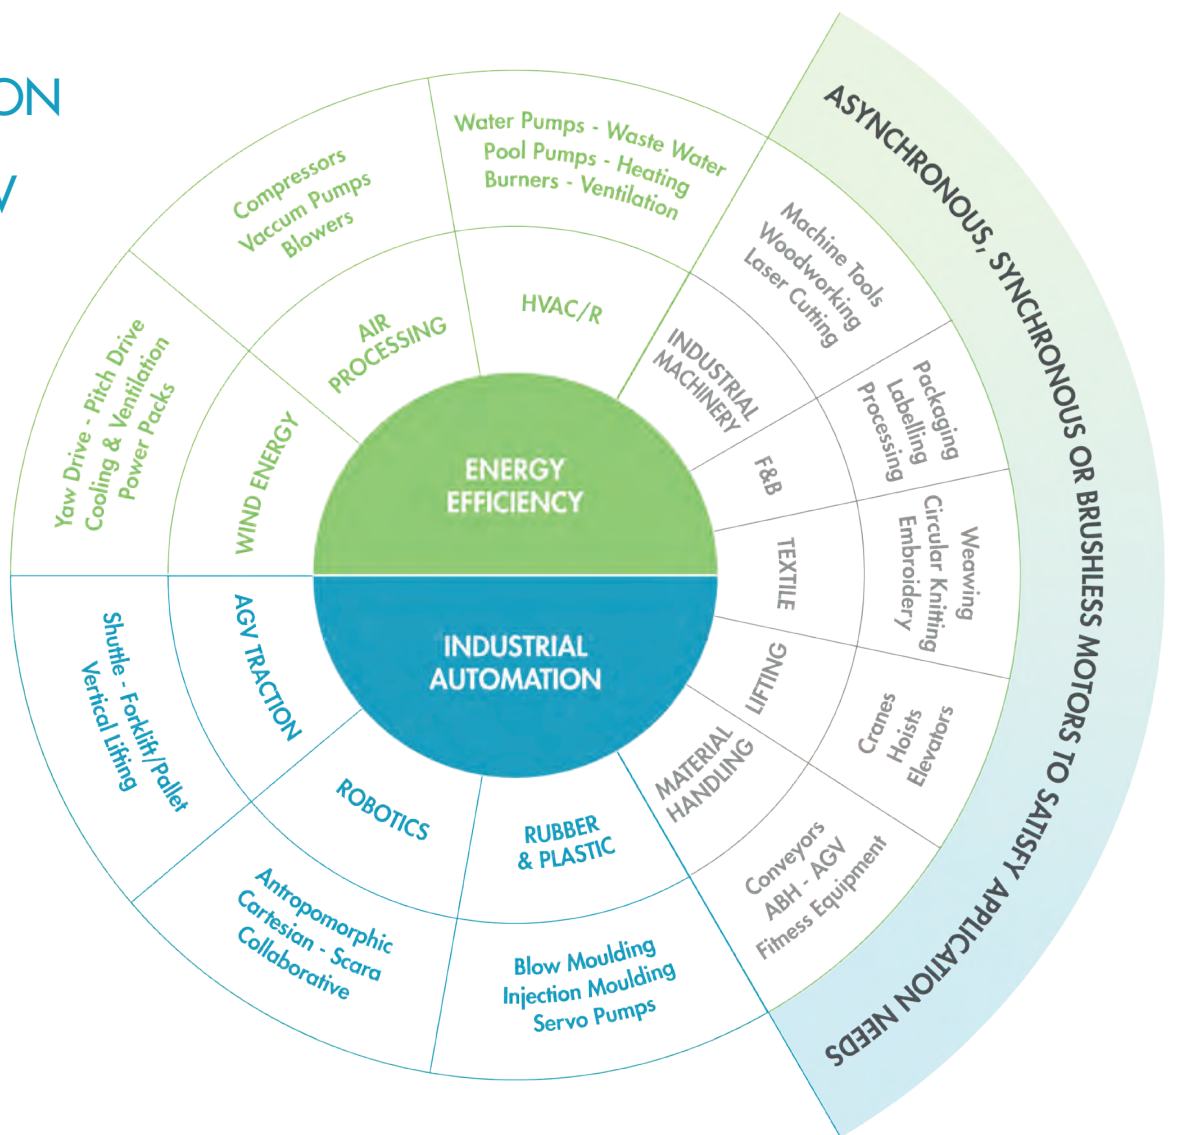 ON
V
Water Pumps - Waste Water
Pool Pumps - Heating
Burners - Ventilation
HVAC/R
Compressors
Vaccum Pumps
Blowers
AIR
PROCESSING
Yaw Drive - Pitch Drive
Cooling & Ventilation
Power Packs
WIND ENERGY
ENERGY
EFFICIENCY
INDUSTRIAL
AUTOMATION
AGV TRACTION
Shuttle - Forklift/Pallet
Vertical Lifting
ROBOTICS
Antropomorphic
Cartesian - Scara
Collaborative
RUBBER
& PLASTIC
Blow Moulding
Injection Moulding
Servo Pumps
INDUSTRIAL
MACHINERY
Machine Tools
Woodworking
Laser Cutting
F&B
Packaging
Labelling
Processing
TEXTILE
Weawing
Circular Knitting
Embroidery
LIFTING
Cranes
Hoists
Elevators
MATERIAL
HANDLING
Conveyors
ABH - AGV
Fitness Equipment
ASYNCHRONOUS, SYNCHRONOUS OR BRUSHLESS MOTORS TO SATISFY APPLICATION NEEDS